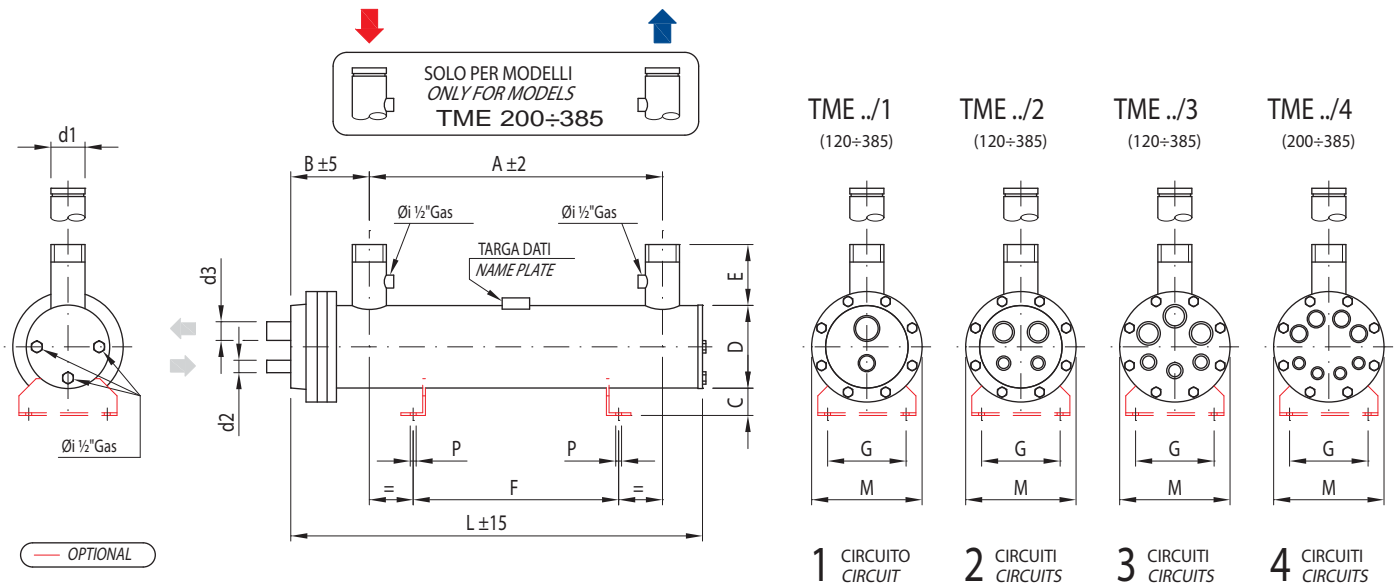 SOLO PER MODELLI
ONLY FOR MODELS
TME 200÷385
d1
B ±5
A ±2
Øi ½"Gas
Øi ½"Gas
TARGA DATI
NAME PLATE
E
D
C
d3
d2
Øi ½"Gas
P
P
=
F
=
L ±15
OPTIONAL
TME ../1
(120÷385)
G
M
1 CIRCUITO
CIRCUIT
TME ../2
(120÷385)
G
M
2 CIRCUITI
CIRCUITS
TME ../3
(120÷385)
G
M
3 CIRCUITI
CIRCUITS
TME ../4
(200÷385)
G
M
4 CIRCUITI
CIRCUITS